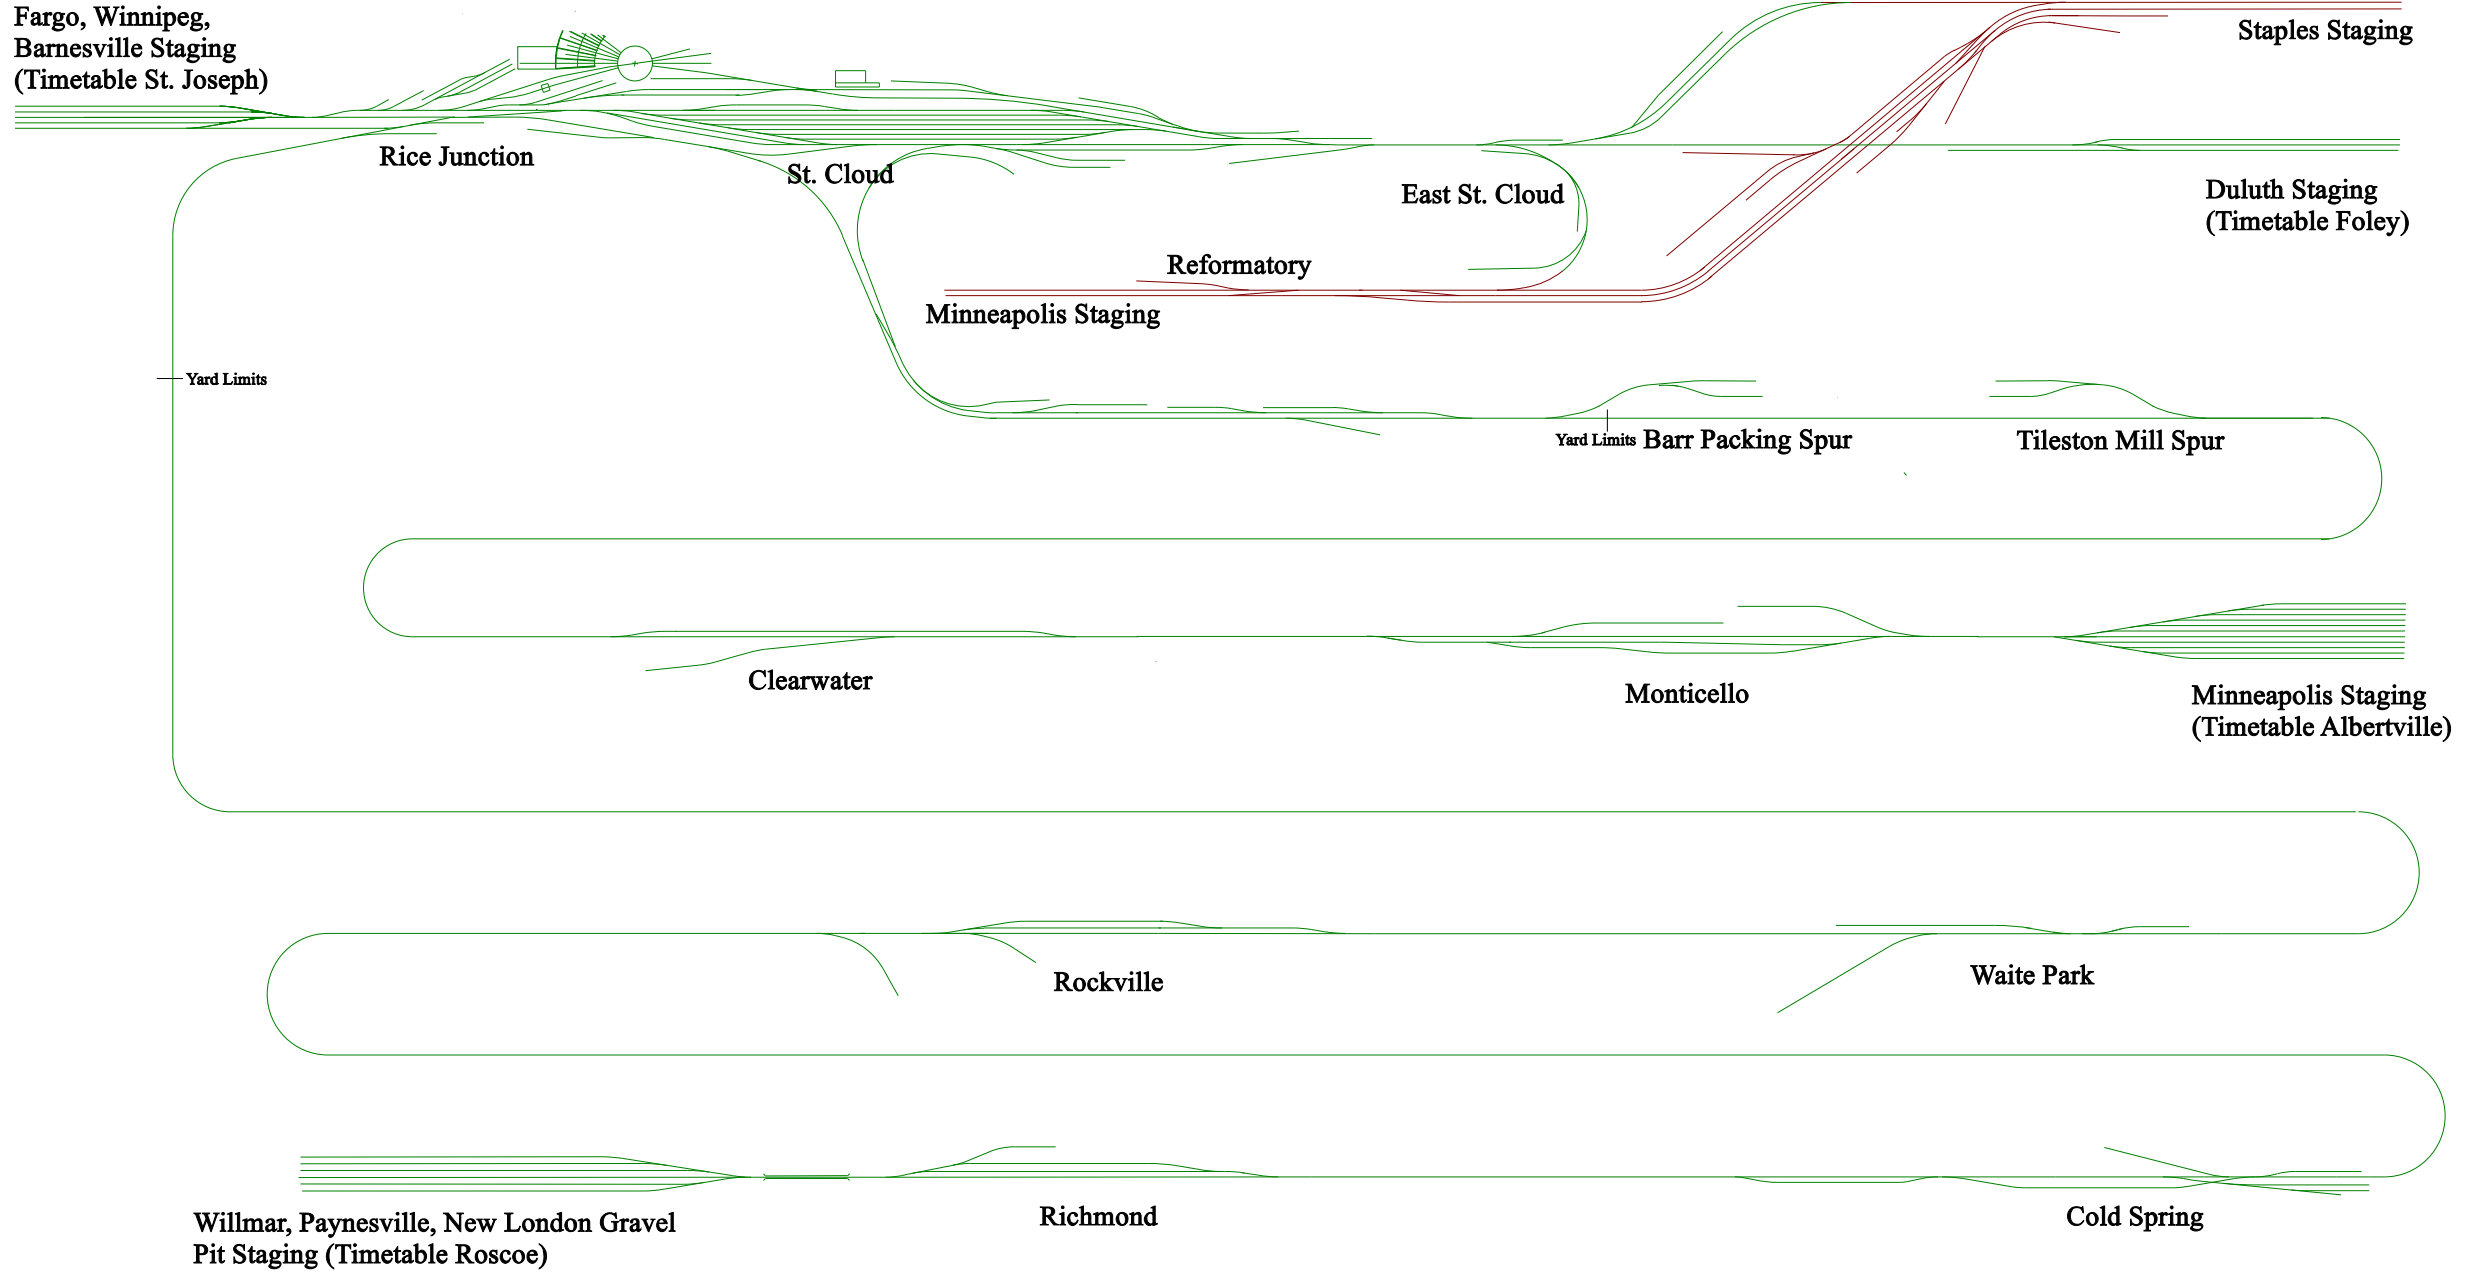 Fargo, Winnipeg,
Barnesville Staging
(Timetable St. Joseph)
Staples Staging
Rice Junction
St. Cloud
East St. Cloud
Duluth Staging
(Timetable Foley)
Reformatory
Minneapolis Staging
Yard Limits
Yard Limits
Barr Packing Spur
Tileston Mill Spur
Clearwater
Monticello
Minneapolis Staging
(Timetable Albertville)
Rockville
Waite Park
Willmar, Paynesville, New London Gravel
Pit Staging (Timetable Roscoe)
Richmond
Cold Spring